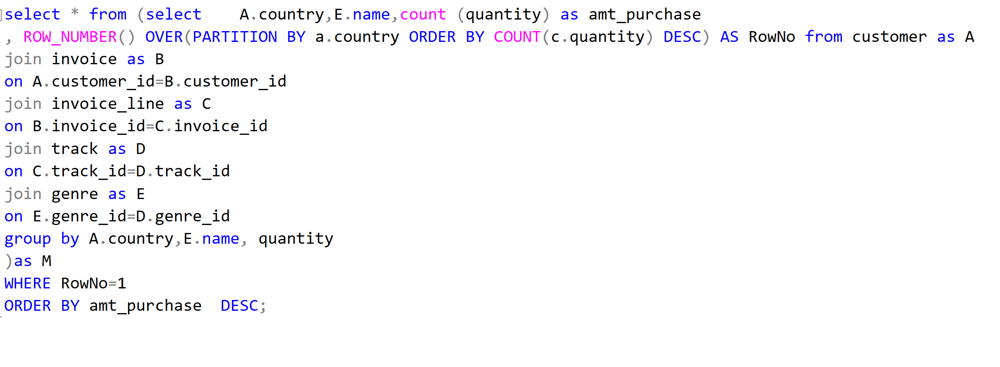 select * from (select    A.country,E.name,count (quantity) as amt_purchase
, ROW_NUMBER() OVER(PARTITION BY a.country ORDER BY COUNT(c.quantity) DESC) AS RowNo from customer as A
join invoice as B
on A.customer_id=B.customer_id
join invoice_line as C
on B.invoice_id=C.invoice_id
join track as D
on C.track_id=D.track_id
join genre as E
on E.genre_id=D.genre_id
group by A.country,E.name, quantity
)as M
WHERE RowNo=1
ORDER BY amt_purchase  DESC;